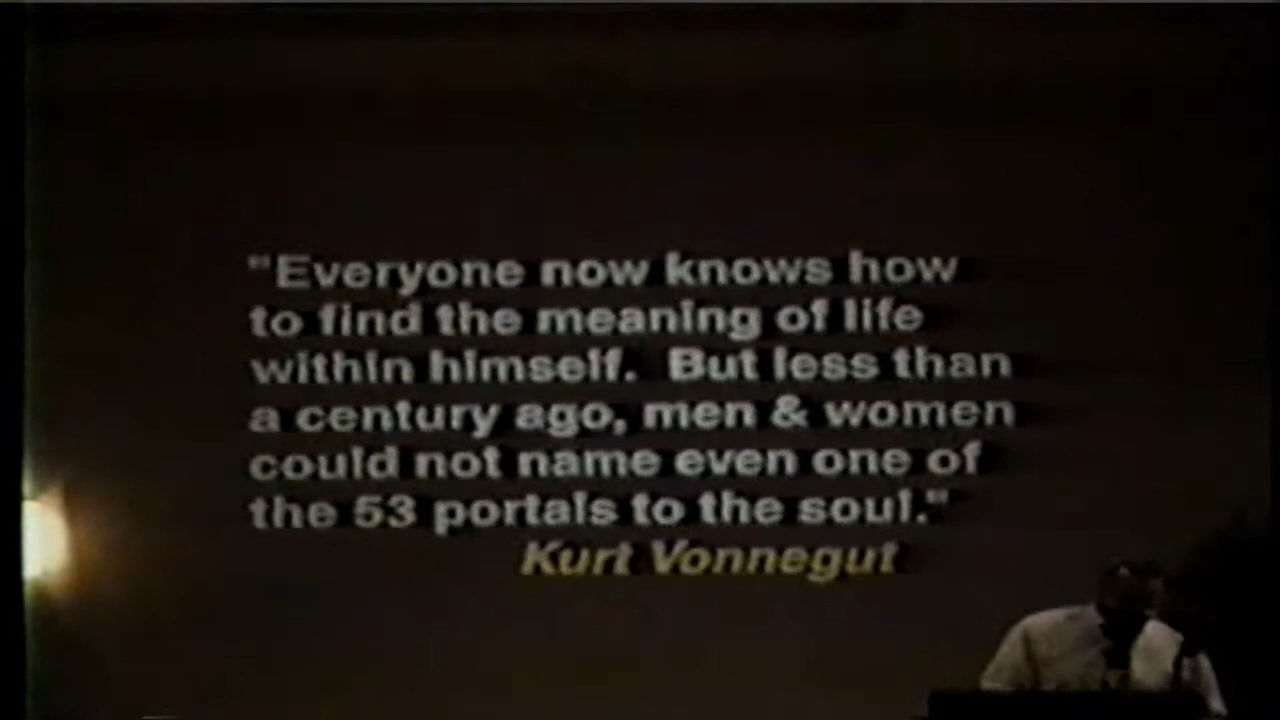 "Everyone now knows how
to find the meaning of life
within himself. But less than
a century ago, men & women
could not name even one of
the 53 portals to the soul."
Kurt Vonnegut